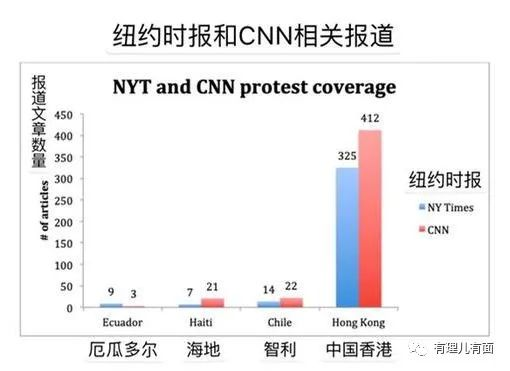 纽约时报和CNN相关报道
NYT and CNN protest coverage
报道文章数量
# of articles
450
400
350
300
250
200
150
100
50
0
9
3
7
21
14
22
325
412
纽约时报
NY Times
CNN
Ecuador
Haiti
Chile
Hong Kong
厄瓜多尔
海地
智利
中国香港
有理儿有面